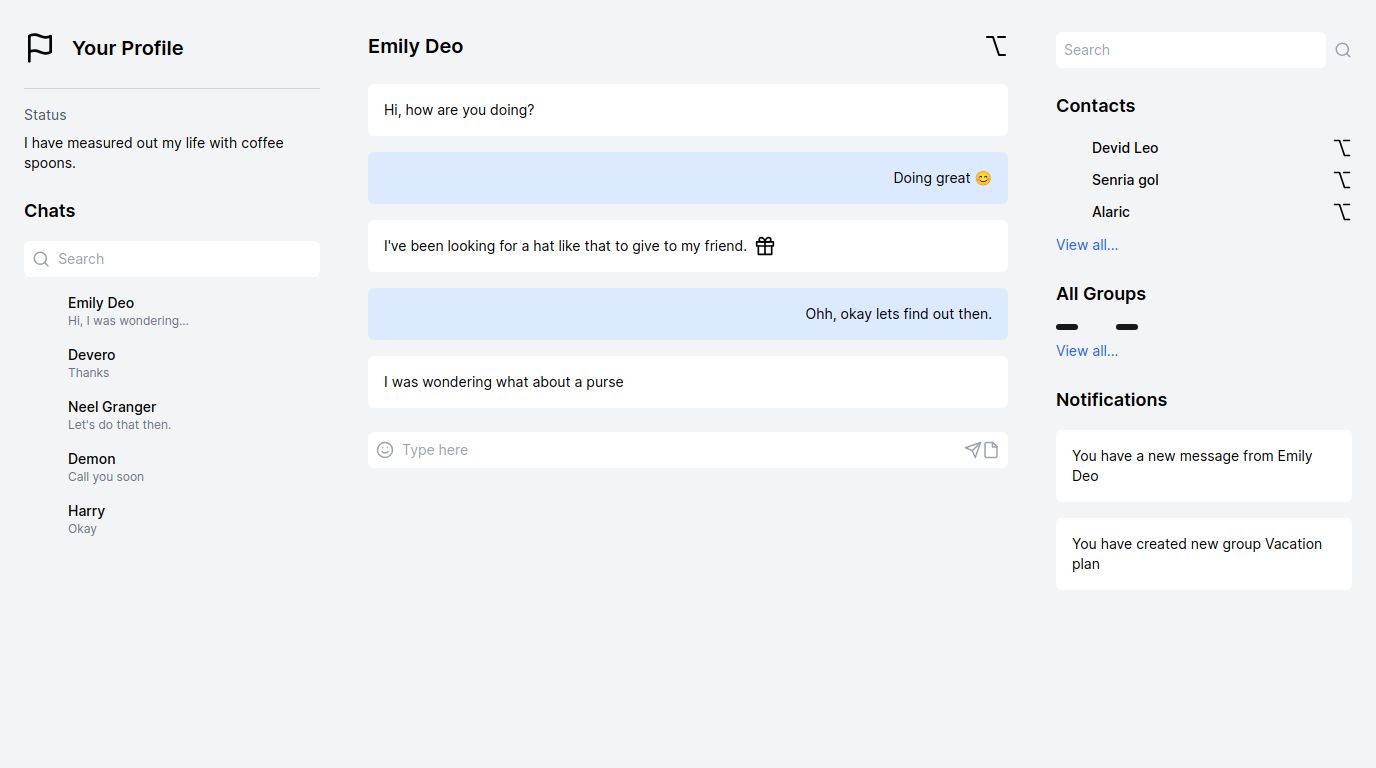 Your Profile
Status
I have measured out my life with coffee
spoons.
Chats
Search
Emily Deo
Hi, I was wondering...
Devero
Thanks
Neel Granger
Let's do that then.
Demon
Call you soon
Harry
Okay
Emily Deo
Hi, how are you doing?
Doing great 😊
I've been looking for a hat like that to give to my friend.
Ohh, okay lets find out then.
I was wondering what about a purse
Type here
Search
Contacts
Devid Leo
Senria gol
Alaric
View all...
All Groups
View all...
Notifications
You have a new message from Emily
Deo
You have created new group Vacation
plan